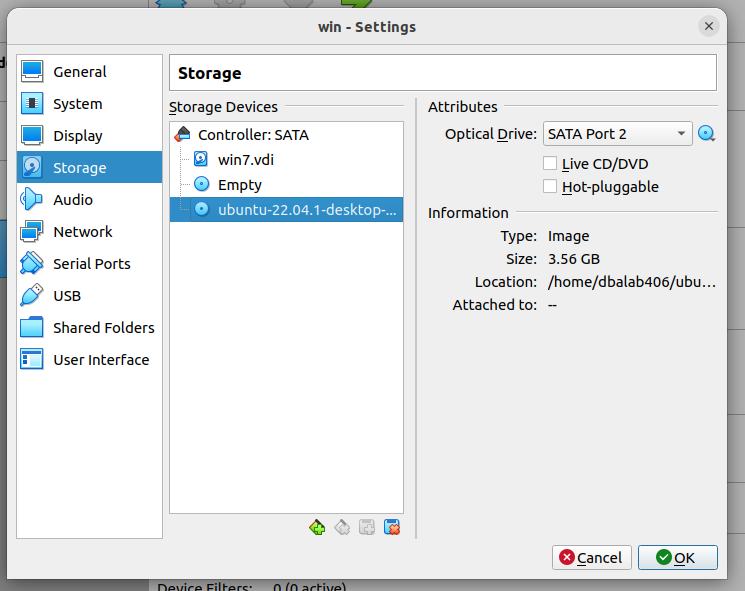 win - Settings
General
System
Display
Storage
Audio
Network
Serial Ports
USB
Shared Folders
User Interface
Storage
Storage Devices
Controller: SATA
win7.vdi
Empty
ubuntu-22.04.1-desktop-...
Attributes
Optical Drive: SATA Port 2
Live CD/DVD
Hot-pluggable
Information
Type: Image
Size: 3.56 GB
Location: /home/dbalab406/ubu...
Attached to: --
Cancel
OK
Device Filters: 0 (0 active)